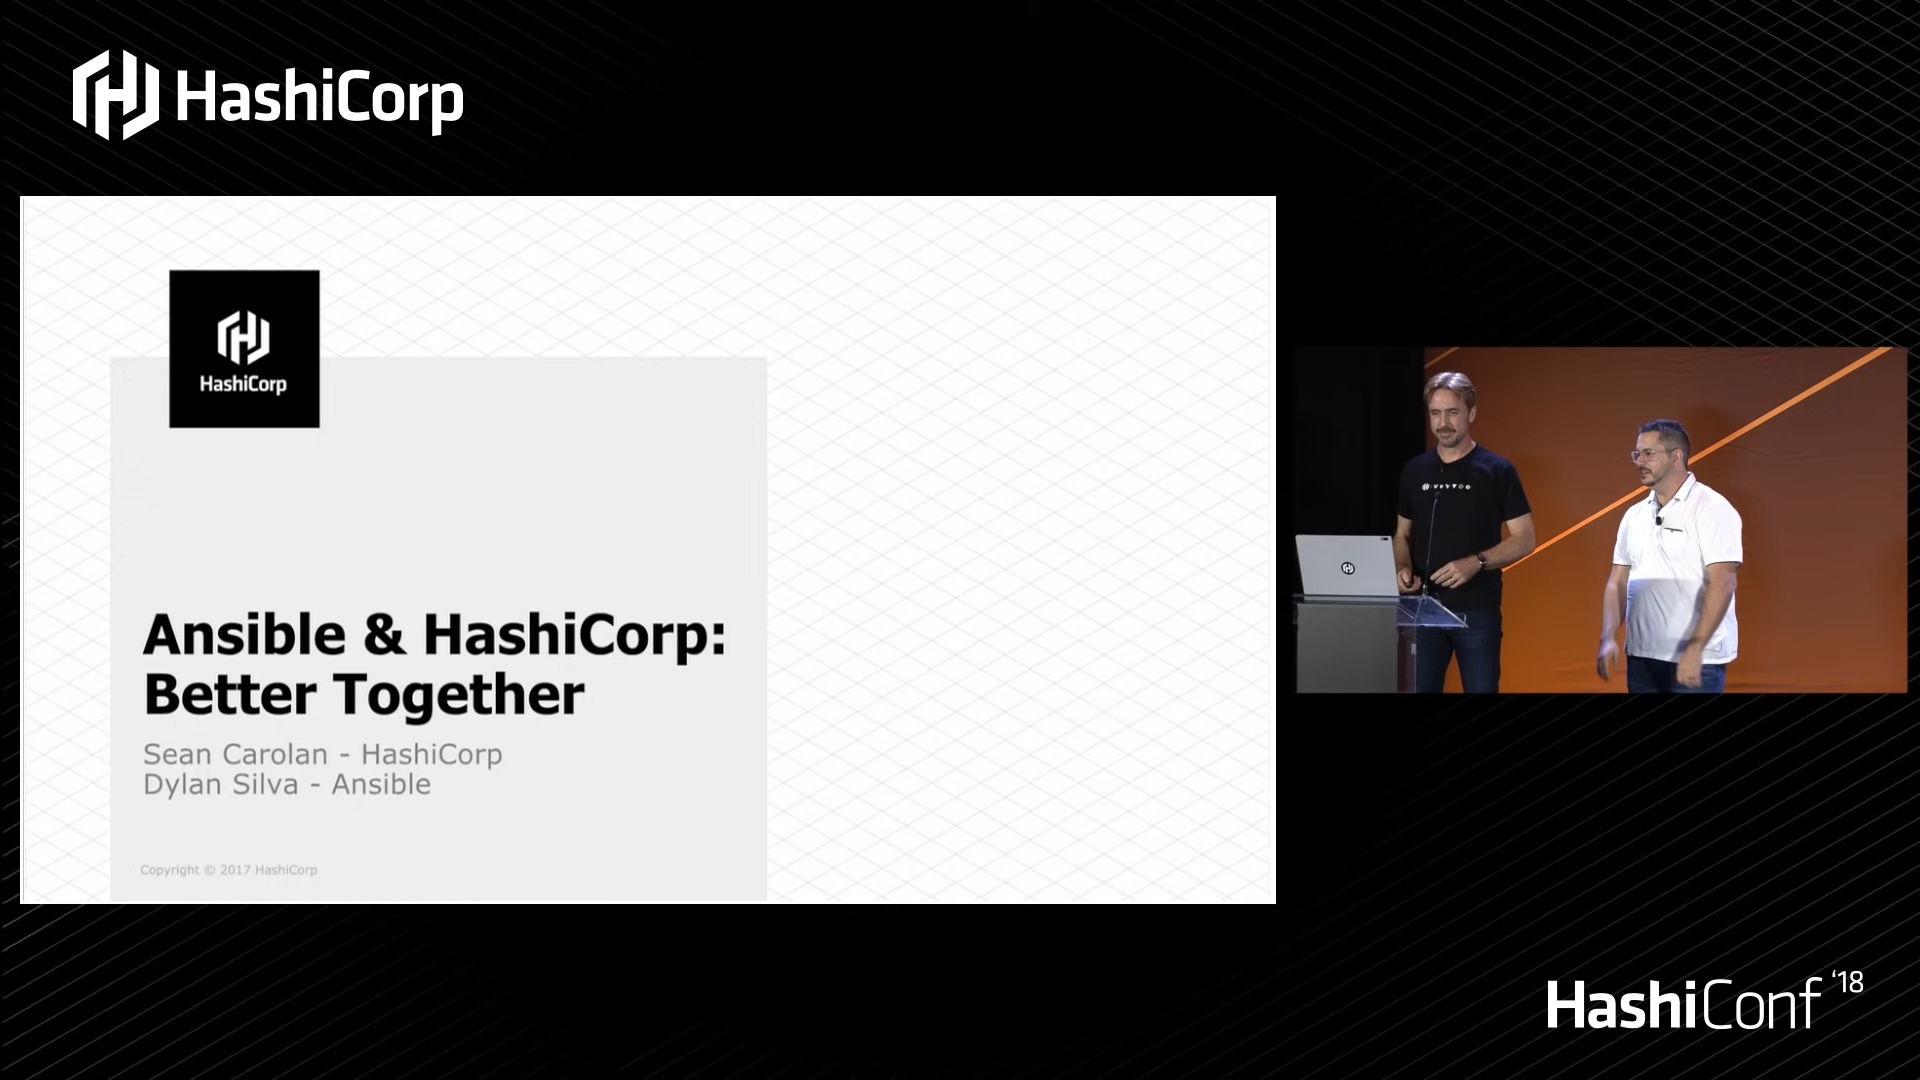 HashiCorp
HashiCorp
Ansible & HashiCorp:
Better Together
Sean Carolan - HashiCorp
Dylan Silva - Ansible
Copyright © 2017 HashiCorp
HashiConf '18